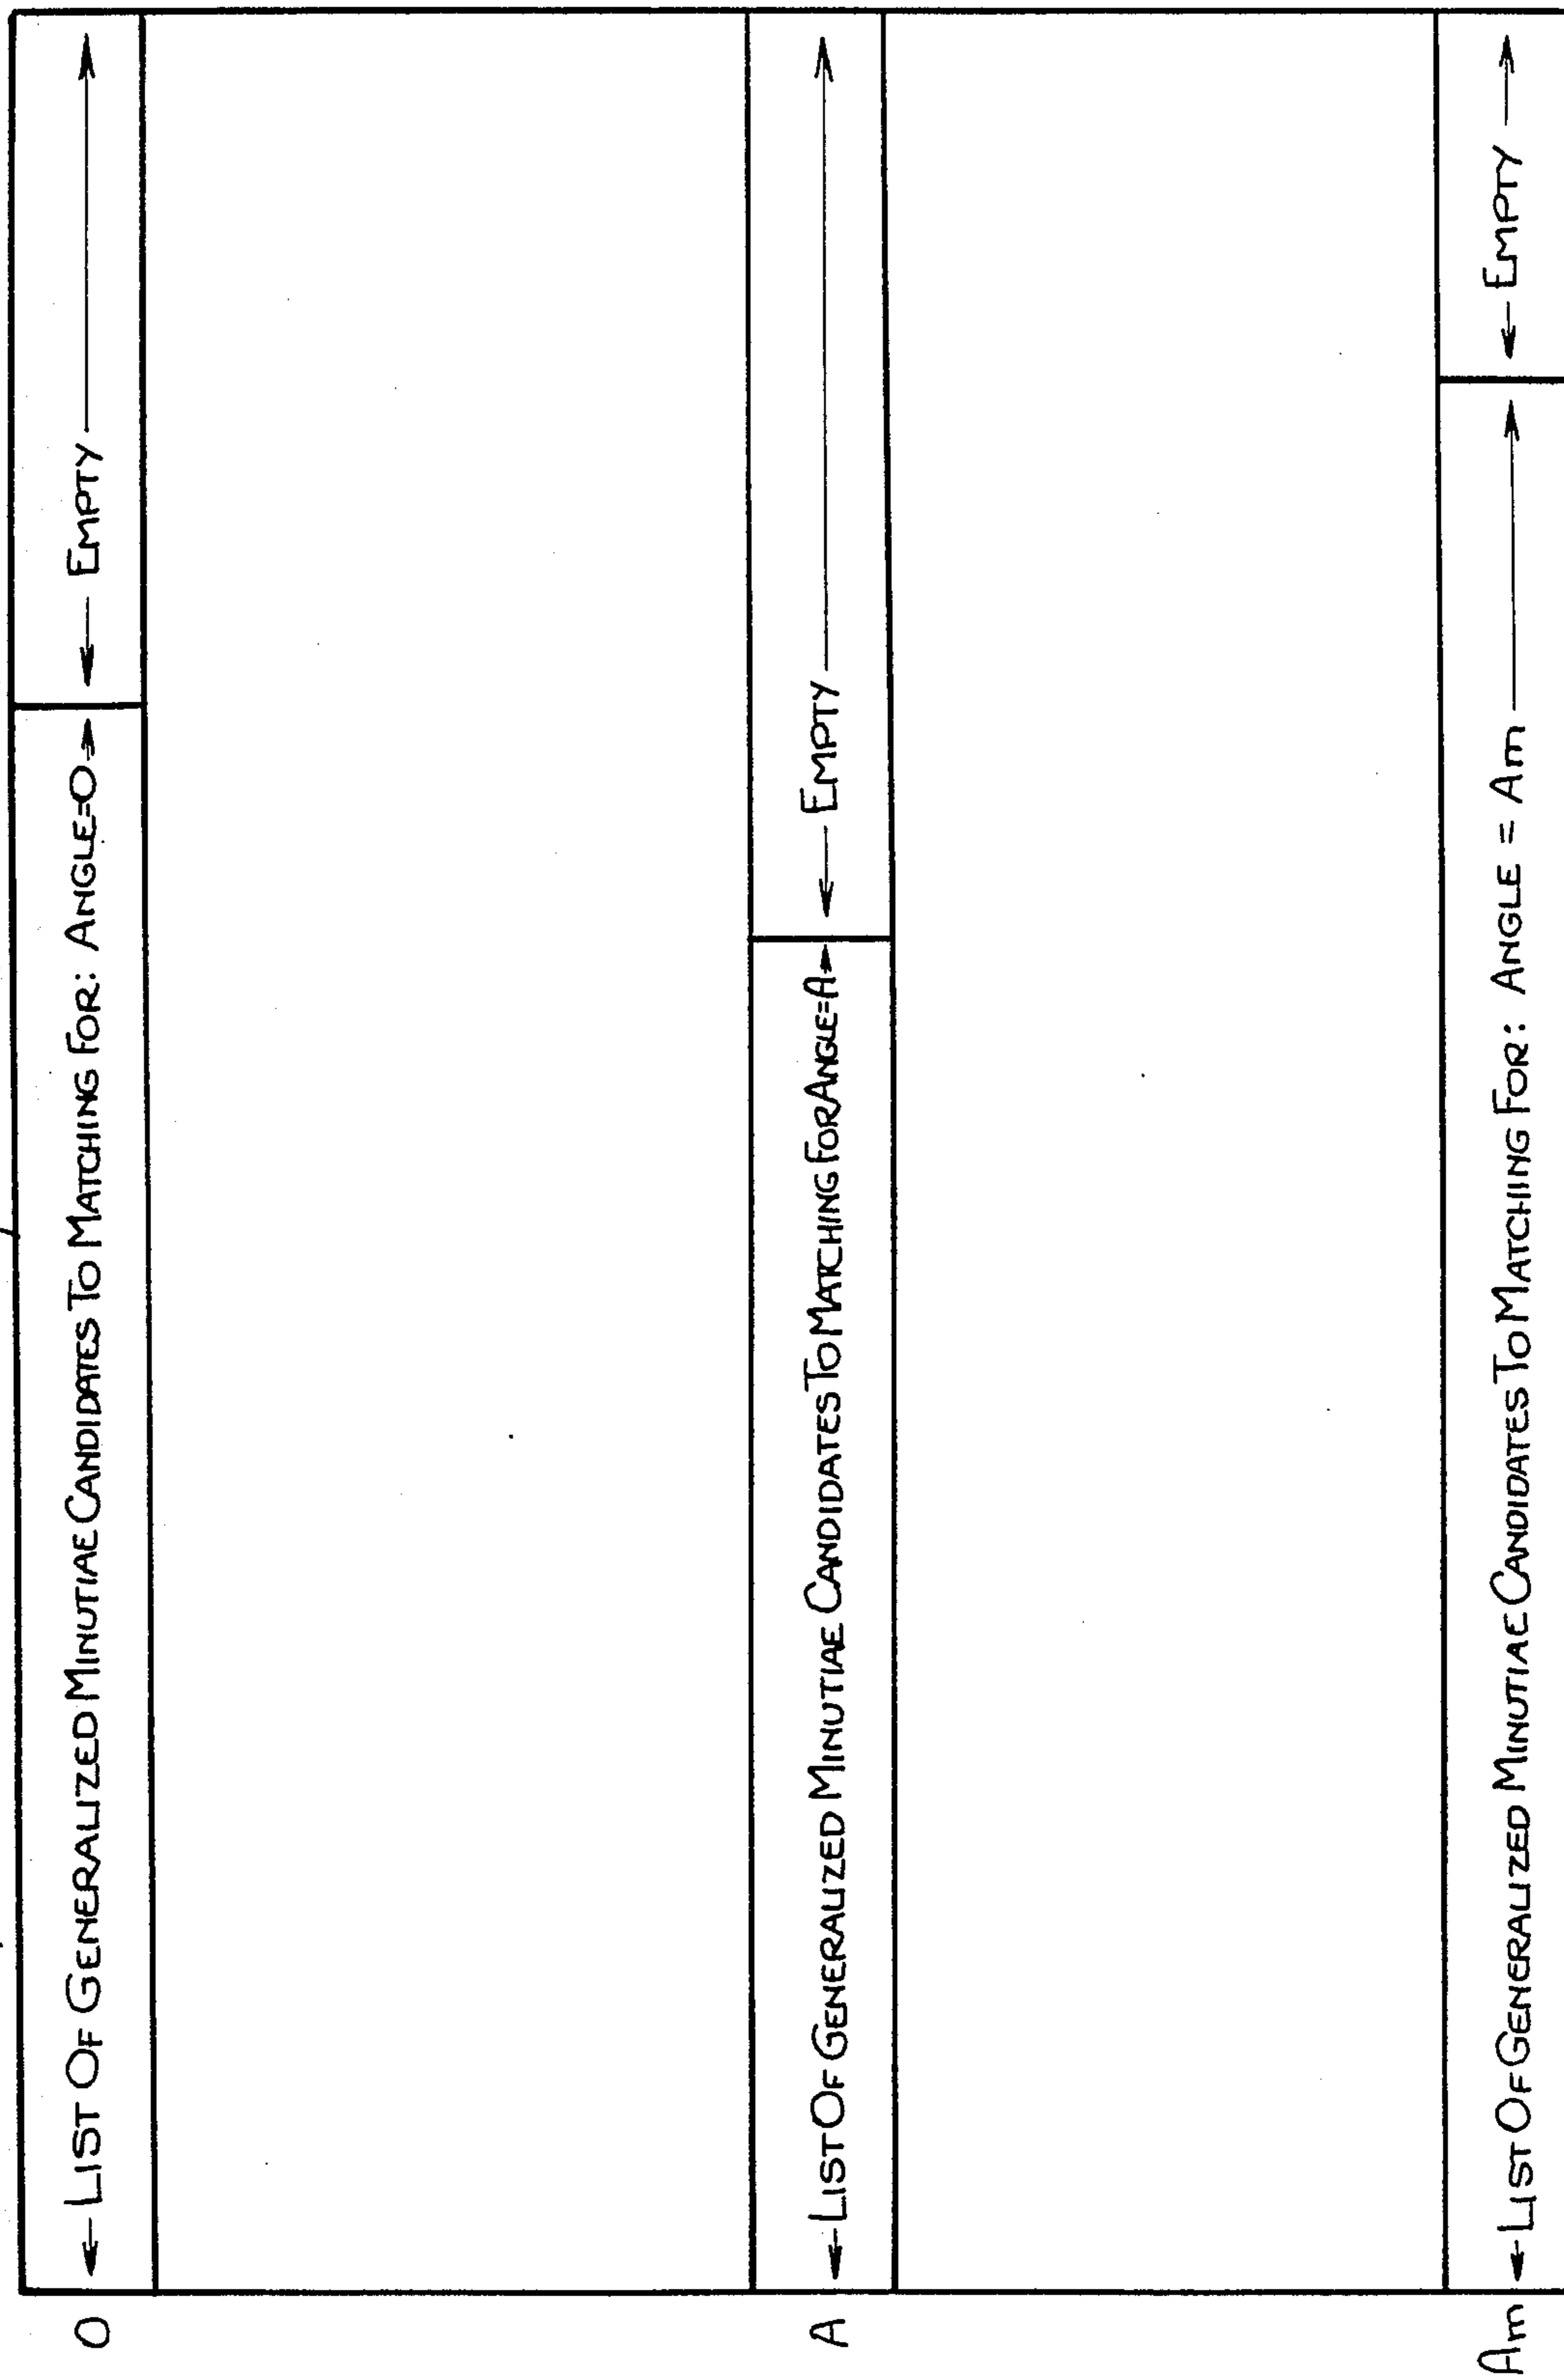 0 LIST OF GENERALIZED MINUTIAE CANDIDATES TO MATCHING FOR: ANGLE=0 EMPTY
A LIST OF GENERALIZED MINUTIAE CANDIDATES TO MATCHING FOR ANGLE=A EMPTY
Am LIST OF GENERALIZED MINUTIAE CANDIDATES TO MATCHING FOR: ANGLE = Am EMPTY